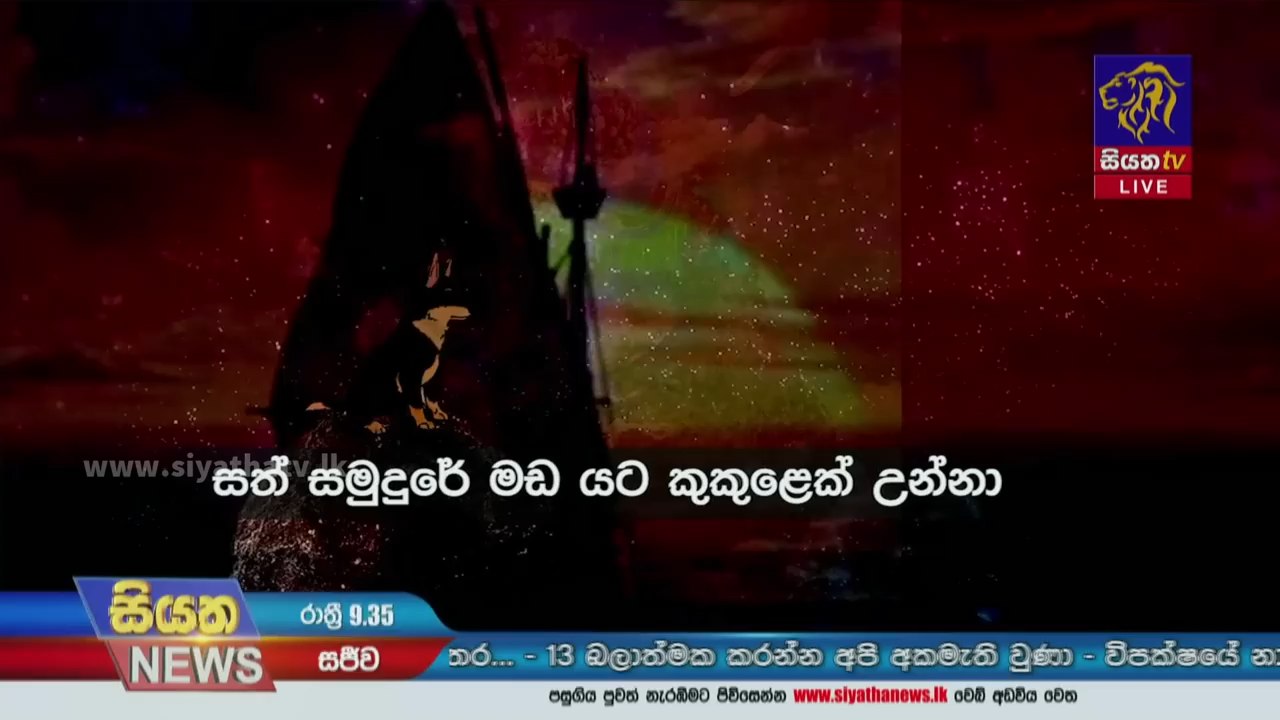 සියත tv
LIVE
www.siyathatv.lk
සත් සමුදුරේ මඩ යට කුකුළෙක් උන්නා
සියත
NEWS
රාත්‍රී 9.35
සජීව
තර... - 13 බලාත්මක කරන්න අපි අකමැති වුණා - විපක්ෂයේ නා
පසුගිය පුවත් නැරඹීමට පිවිසෙන්න www.siyathanews.lk වෙබ් අඩවිය වෙත